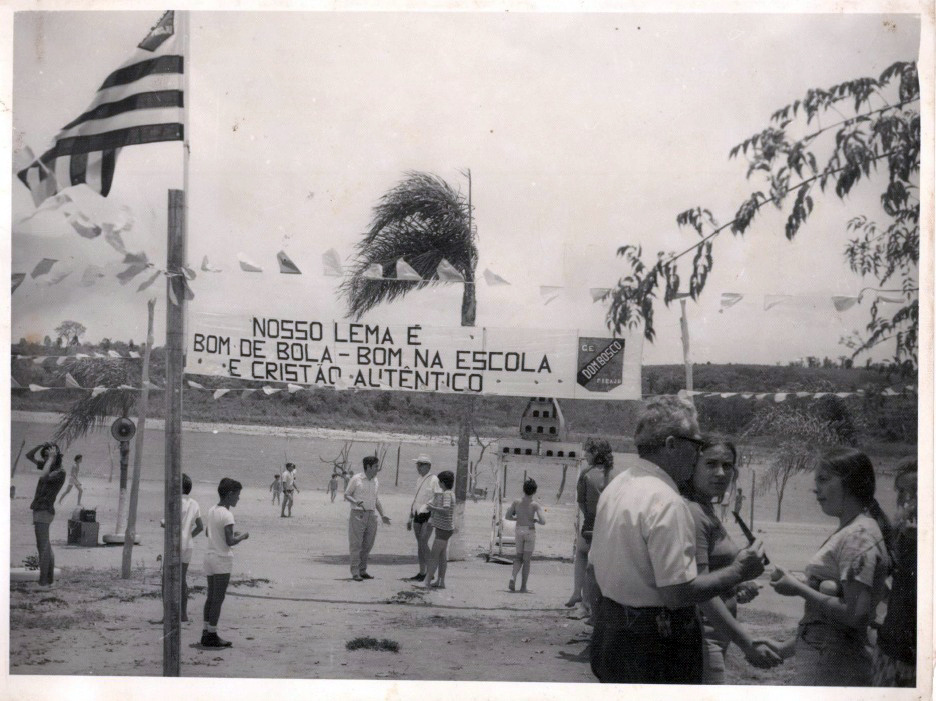 NOSSO LEMA É
BOM DE BOLA - BOM NA ESCOLA
E CRISTÃO AUTÊNTICO
CE
DOM BOSCO